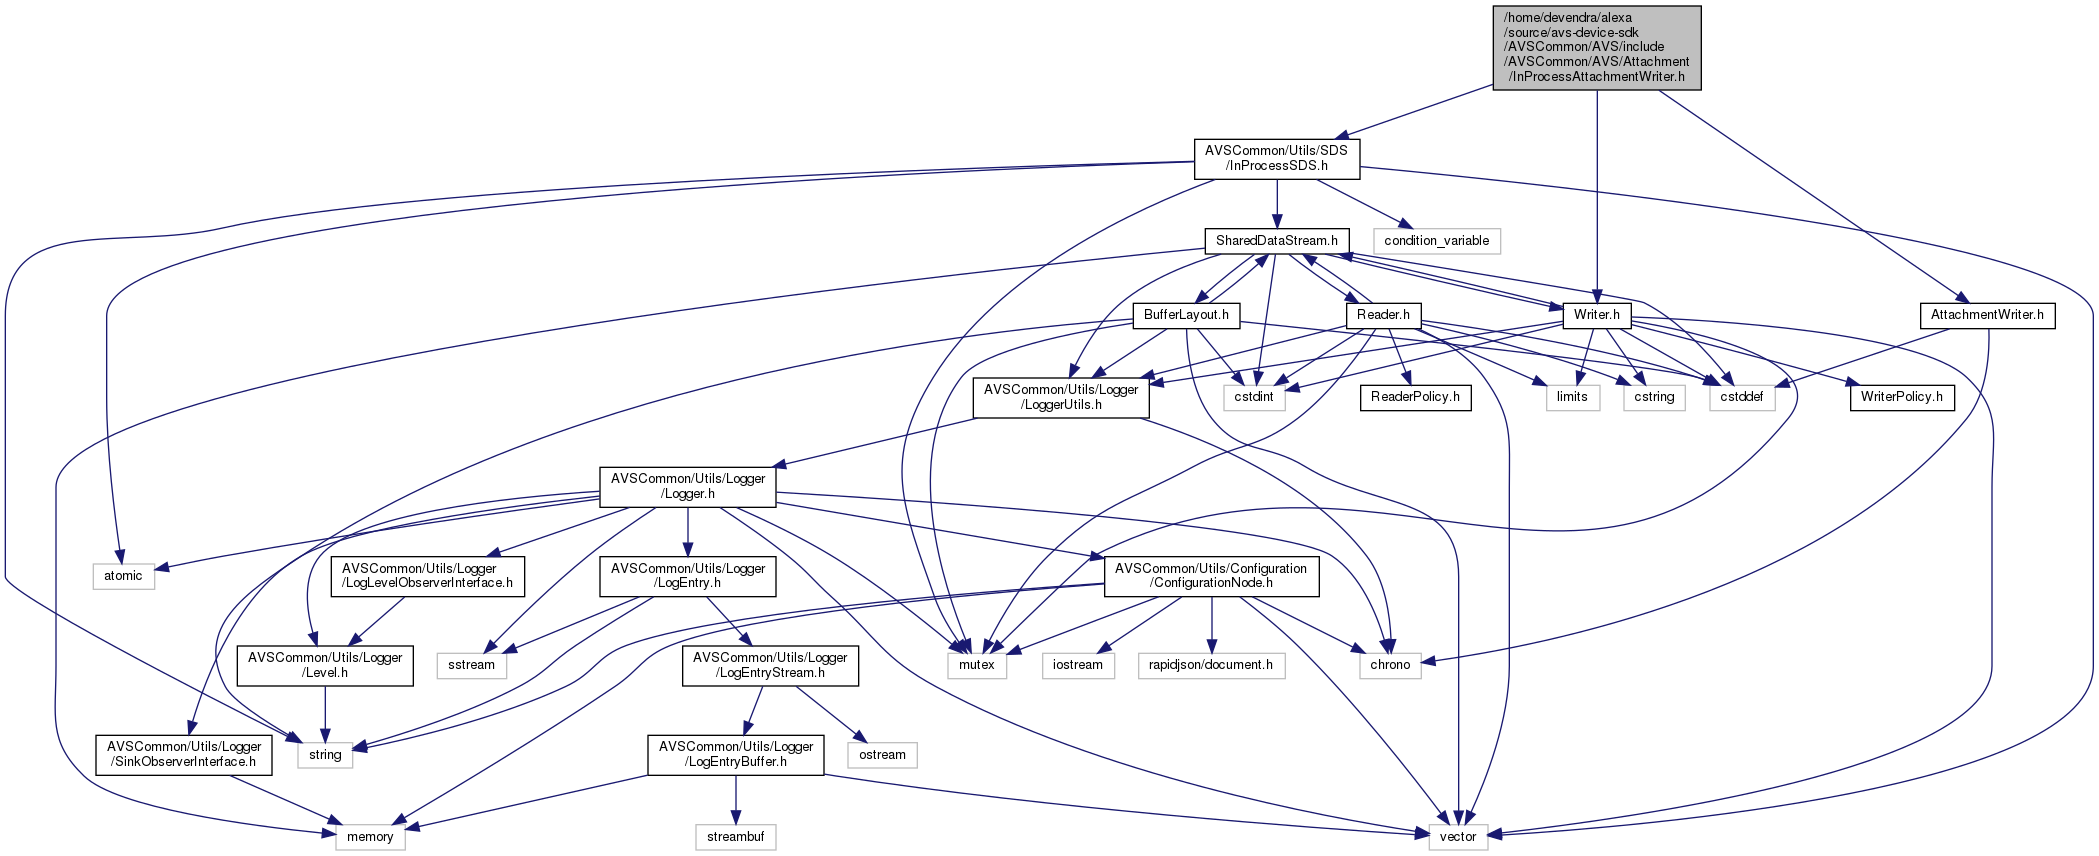 /home/devendra/alexa
/source/avs-device-sdk
/AVSCommon/AVS/include
/AVSCommon/AVS/Attachment
/InProcessAttachmentWriter.h
AVSCommon/Utils/SDS
/InProcessSDS.h
SharedDataStream.h
condition_variable
BufferLayout.h
Reader.h
Writer.h
AttachmentWriter.h
AVSCommon/Utils/Logger
/LoggerUtils.h
cstdint
ReaderPolicy.h
limits
cstring
cstddef
WriterPolicy.h
AVSCommon/Utils/Logger
/Logger.h
atomic
AVSCommon/Utils/Logger
/LogLevelObserverInterface.h
AVSCommon/Utils/Logger
/LogEntry.h
AVSCommon/Utils/Configuration
/ConfigurationNode.h
AVSCommon/Utils/Logger
/Level.h
sstream
AVSCommon/Utils/Logger
/LogEntryStream.h
mutex
iostream
rapidjson/document.h
chrono
AVSCommon/Utils/Logger
/SinkObserverInterface.h
string
AVSCommon/Utils/Logger
/LogEntryBuffer.h
ostream
memory
streambuf
vector